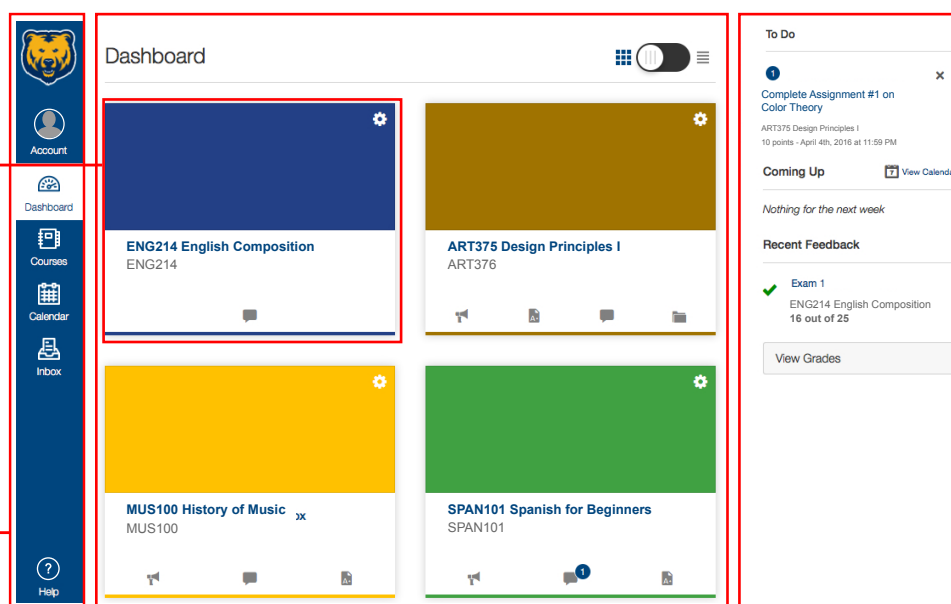 Account
Dashboard
Courses
Calendar
Inbox
Help
Dashboard
ENG214 English Composition
ENG214
ART375 Design Principles I
ART376
MUS100 History of Music
ox
MUS100
SPAN101 Spanish for Beginners
SPAN101
1
To Do
1
Complete Assignment #1 on
Color Theory
ART375 Design Principles I
10 points - April 4th, 2016 at 11:59 PM
Coming Up
7 View Calenda
Nothing for the next week
Recent Feedback
Exam 1
ENG214 English Composition
16 out of 25
View Grades